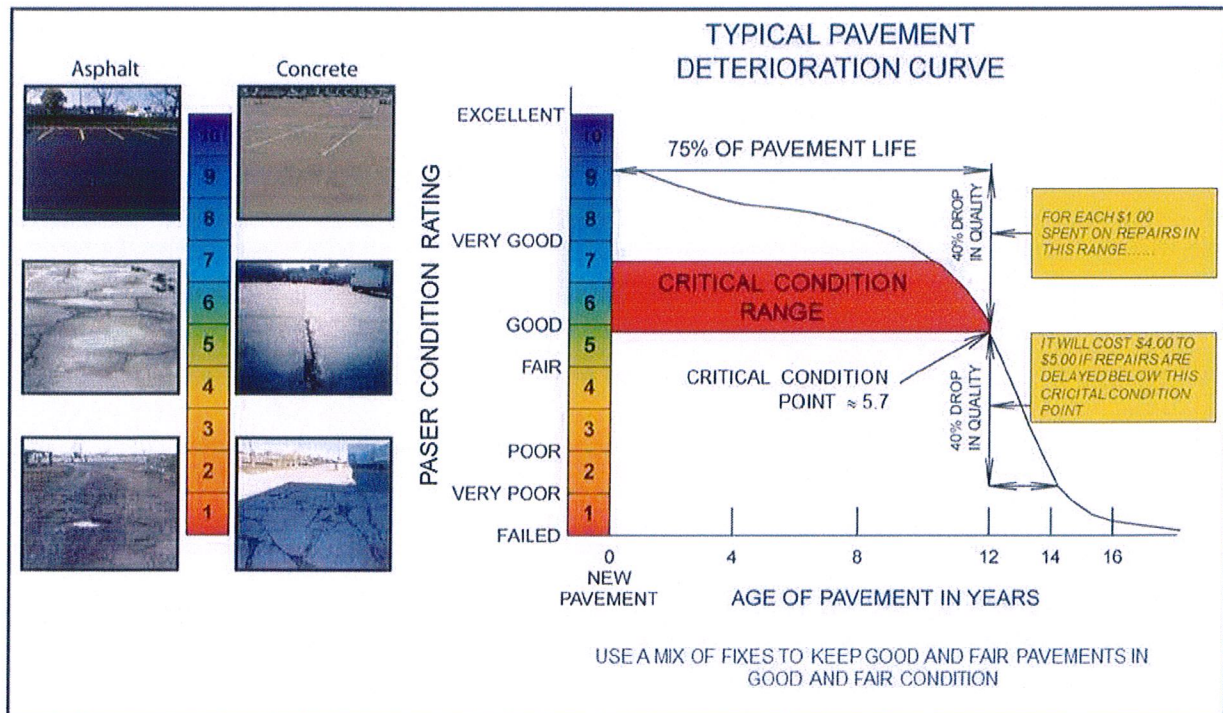 TYPICAL PAVEMENT
DETERIORATION CURVE
Asphalt
Concrete
10
9
8
7
6
5
4
3
2
1
PASER CONDITION RATING
EXCELLENT
VERY GOOD
GOOD
FAIR
POOR
VERY POOR
FAILED
10
9
8
7
6
5
4
3
2
1
75% OF PAVEMENT LIFE
CRITICAL CONDITION
RANGE
40% DROP
IN QUALITY
FOR EACH $1.00
SPENT ON REPAIRS IN
THIS RANGE......
CRITICAL CONDITION
POINT ≈ 5.7
40% DROP
IN QUALITY
IT WILL COST $4.00 TO
$5.00 IF REPAIRS ARE
DELAYED BELOW THIS
CRICITAL CONDITION
POINT
0
4
8
12
14
16
NEW
PAVEMENT
AGE OF PAVEMENT IN YEARS
USE A MIX OF FIXES TO KEEP GOOD AND FAIR PAVEMENTS IN
GOOD AND FAIR CONDITION